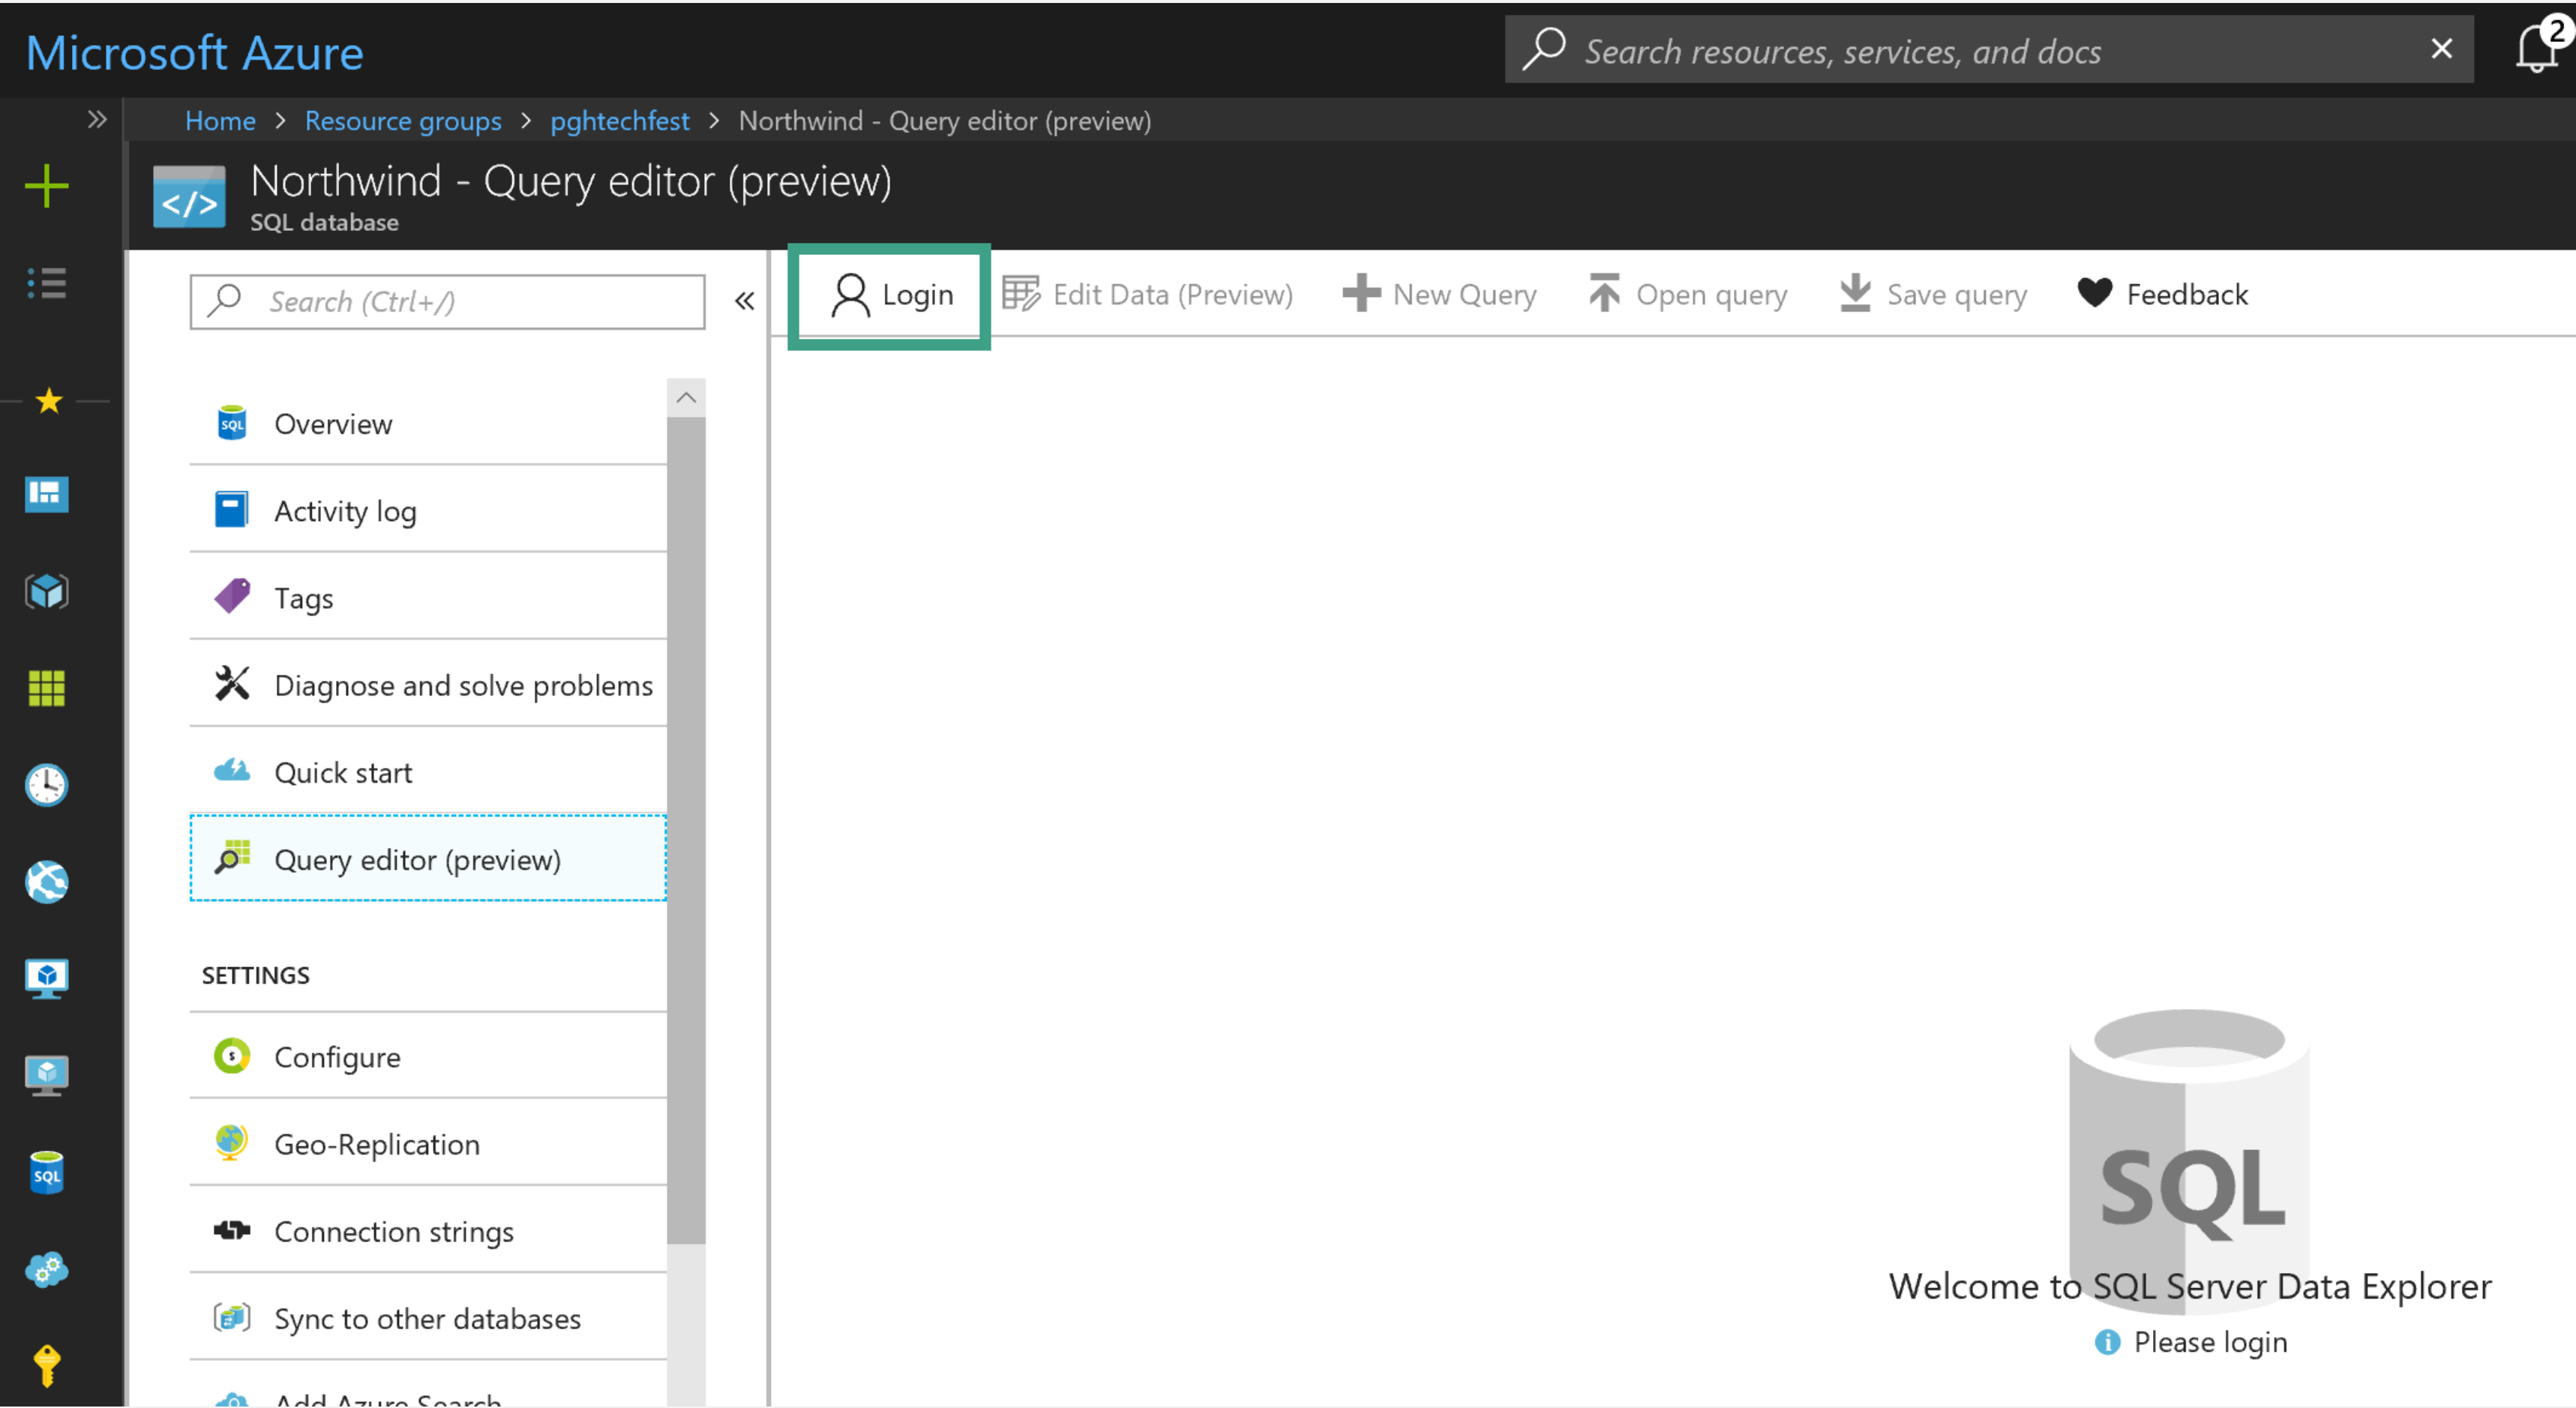 Microsoft Azure
Search resources, services, and docs
2
Home > Resource groups > pghtechfest > Northwind - Query editor (preview)
Northwind - Query editor (preview)
SQL database
Search (Ctrl+/)
Login
Edit Data (Preview)
New Query
Open query
Save query
Feedback
Overview
Activity log
Tags
Diagnose and solve problems
Quick start
Query editor (preview)
SETTINGS
Configure
Geo-Replication
Connection strings
Sync to other databases
Add Azure Search
SQL
Welcome to SQL Server Data Explorer
Please login